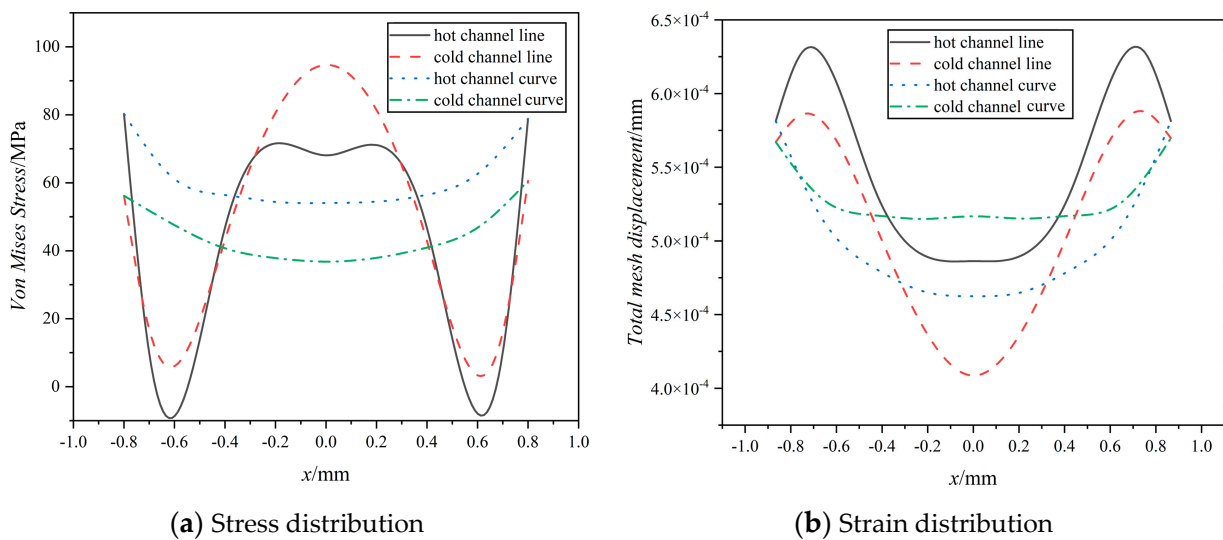 Von Mises Stress/MPa
100
80
60
40
20
0
-1.0 -0.8 -0.6 -0.4 -0.2 0.0 0.2 0.4 0.6 0.8 1.0
x/mm
hot channel line
cold channel line
hot channel curve
cold channel curve
(a) Stress distribution
Total mesh displacement/mm
6.5×10⁻⁴
6.0×10⁻⁴
5.5×10⁻⁴
5.0×10⁻⁴
4.5×10⁻⁴
4.0×10⁻⁴
-1.0 -0.8 -0.6 -0.4 -0.2 0.0 0.2 0.4 0.6 0.8 1.0
x/mm
hot channel line
cold channel line
hot channel curve
cold channel curve
(b) Strain distribution